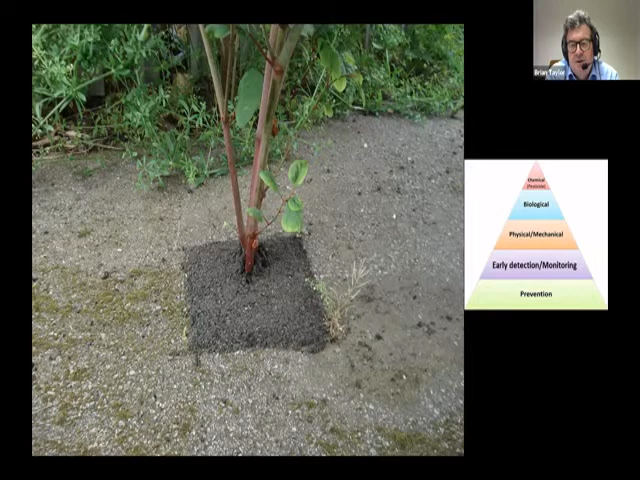 Brian Taylor
Chemical
(Pesticide)
Biological
Physical/Mechanical
Early detection/Monitoring
Prevention